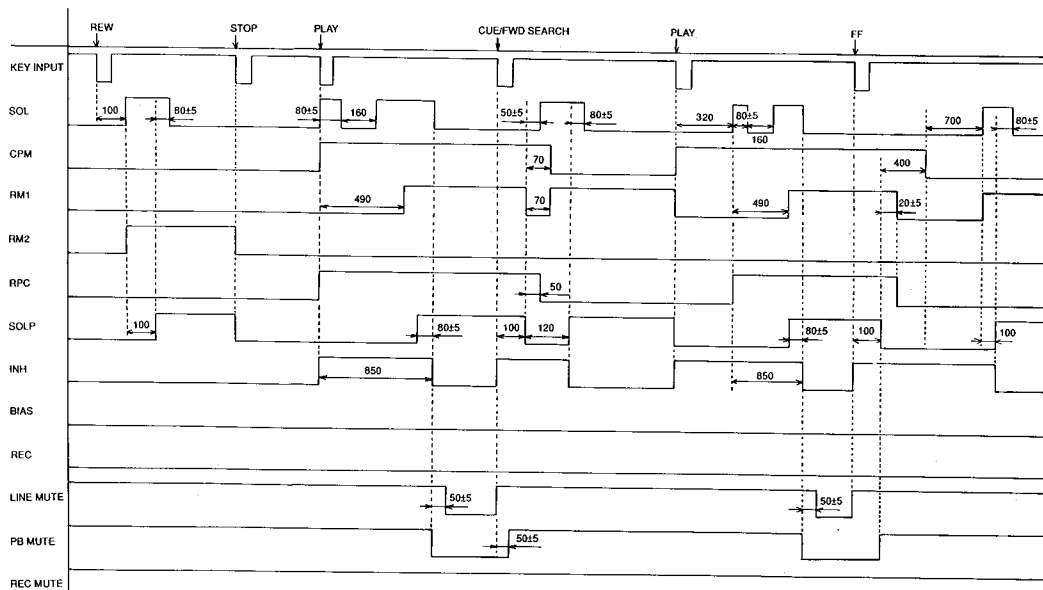 REW STOP PLAY CUE/FWD SEARCH PLAY FF
KEY INPUT
SOL 100 80±5 80±5 160 50±5 80±5 320 80±5 160 700 80±5
CPM 70 400
RM1 490 70 490 20±5
RM2
RPC 50
SOLP 100 80±5 100 120 80±5 100 100
INH 850 850
BIAS
REC
LINE MUTE 50±5 50±5
PB MUTE 50±5
REC MUTE